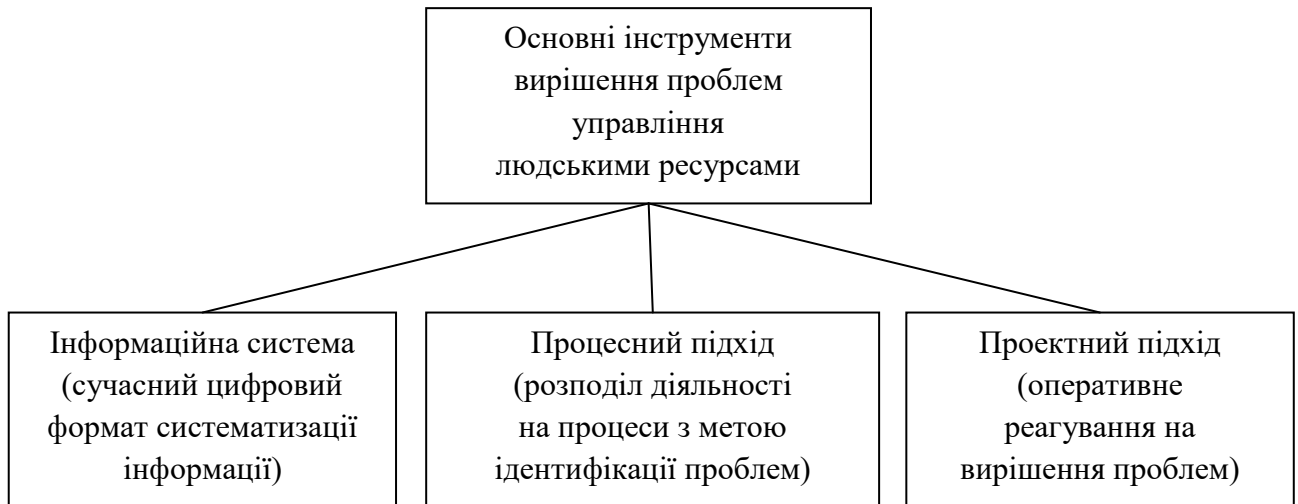 Основні інструменти
вирішення проблем
управління
людськими ресурсами
Інформаційна система
(сучасний цифровий
формат систематизації
інформації)
Процесний підхід
(розподіл діяльності
на процеси з метою
ідентифікації проблем)
Проектний підхід
(оперативне
реагування на
вирішення проблем)